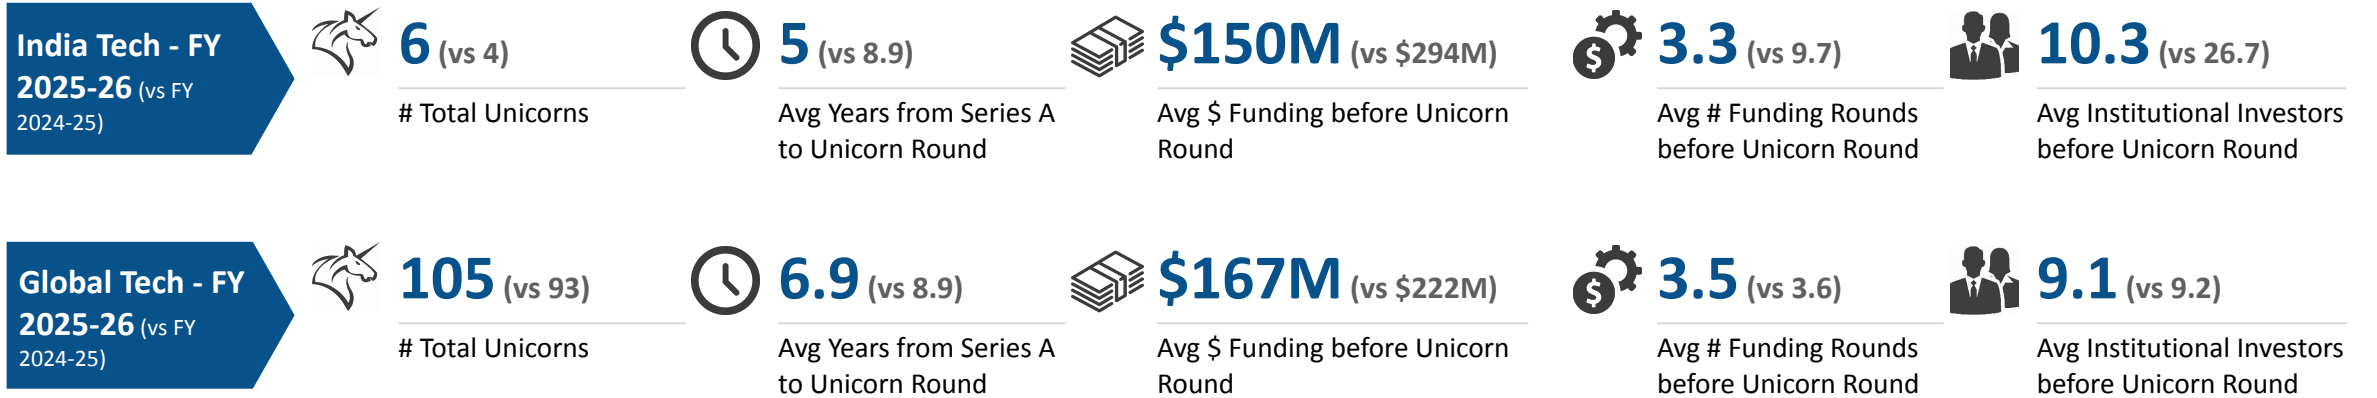 India Tech - FY
2025-26 (vs FY
2024-25)
6 (vs 4)
# Total Unicorns
5 (vs 8.9)
Avg Years from Series A
to Unicorn Round
$150M (vs $294M)
Avg $ Funding before Unicorn
Round
$
3.3 (vs 9.7)
Avg # Funding Rounds
before Unicorn Round
10.3 (vs 26.7)
Avg Institutional Investors
before Unicorn Round
Global Tech - FY
2025-26 (vs FY
2024-25)
105 (vs 93)
# Total Unicorns
6.9 (vs 8.9)
Avg Years from Series A
to Unicorn Round
$167M (vs $222M)
Avg $ Funding before Unicorn
Round
$
3.5 (vs 3.6)
Avg # Funding Rounds
before Unicorn Round
9.1 (vs 9.2)
Avg Institutional Investors
before Unicorn Round